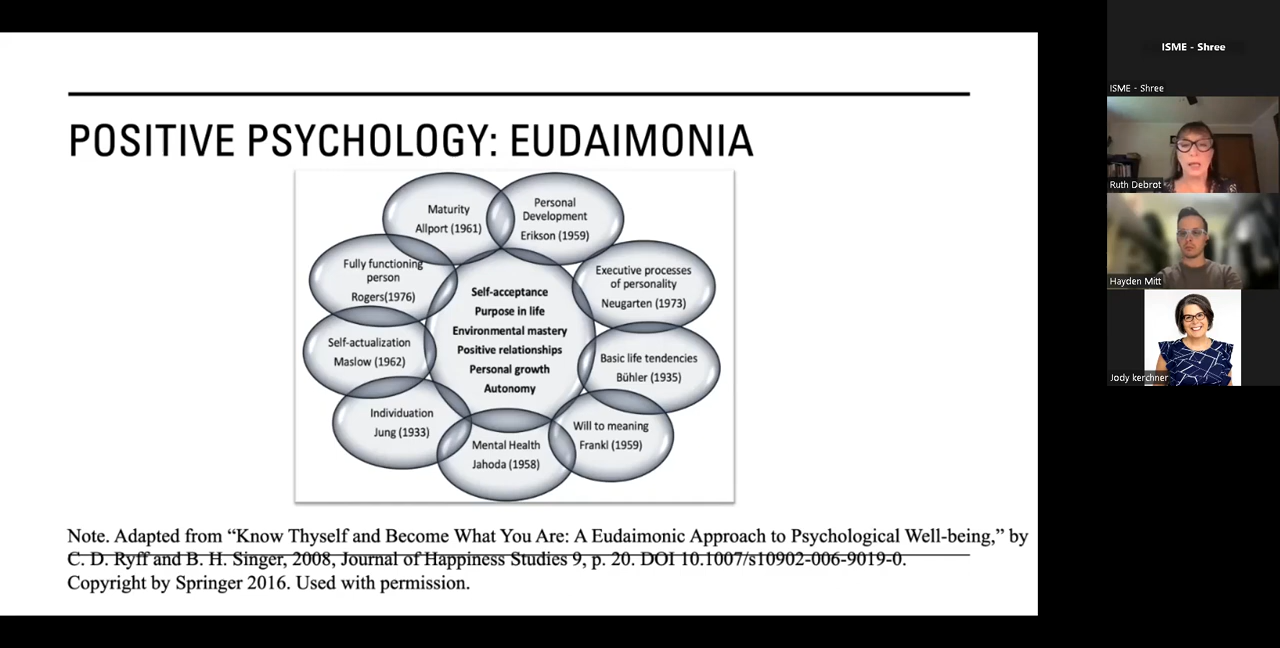 POSITIVE PSYCHOLOGY: EUDAIMONIA
Maturity
Allport (1961)
Personal
Development
Erikson (1959)
Fully functioning
person
Rogers(1976)
Executive processes
of personality
Neugarten (1973)
Self-acceptance
Purpose in life
Environmental mastery
Positive relationships
Personal growth
Autonomy
Self-actualization
Maslow (1962)
Basic life tendencies
Bühler (1935)
Individuation
Jung (1933)
Will to meaning
Frankl (1959)
Mental Health
Jahoda (1958)
Note. Adapted from “Know Thyself and Become What You Are: A Eudaimonic Approach to Psychological Well-being,” by
C. D. Ryff and B. H. Singer, 2008, Journal of Happiness Studies 9, p. 20. DOI 10.1007/s10902-006-9019-0.
Copyright by Springer 2016. Used with permission.
ISME - Shree
ISME - Shree
Ruth Debrot
Hayden Mitt
Jody kerchner